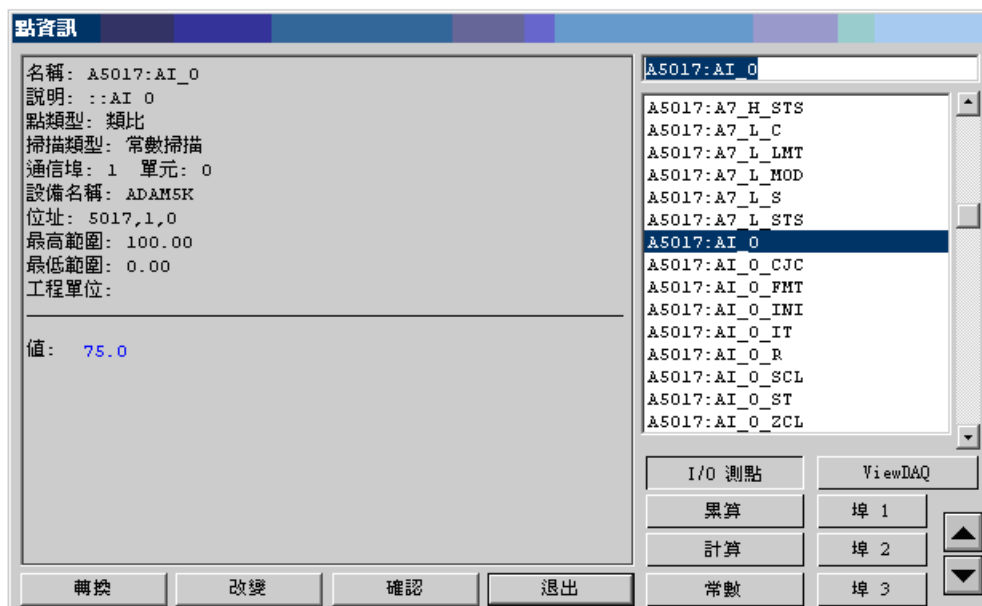 點資訊
名稱: A5017:AI_0
說明: ::AI 0
點類型: 類比
掃描類型: 常數掃描
通信埠: 1 單元: 0
設備名稱: ADAM5K
位址: 5017,1,0
最高範圍: 100.00
最低範圍: 0.00
工程單位:
值: 75.0
A5017:AI_0
A5017:A7_H_STS
A5017:A7_L_C
A5017:A7_L_LMT
A5017:A7_L_MOD
A5017:A7_L_S
A5017:A7_L_STS
A5017:AI_0
A5017:AI_0_CJC
A5017:AI_0_FMT
A5017:AI_0_INI
A5017:AI_0_IT
A5017:AI_0_R
A5017:AI_0_SCL
A5017:AI_0_ST
A5017:AI_0_ZCL
I/O 測點 ViewDAQ
累算 埠 1
計算 埠 2
常數 埠 3
轉換 改變 確認 退出